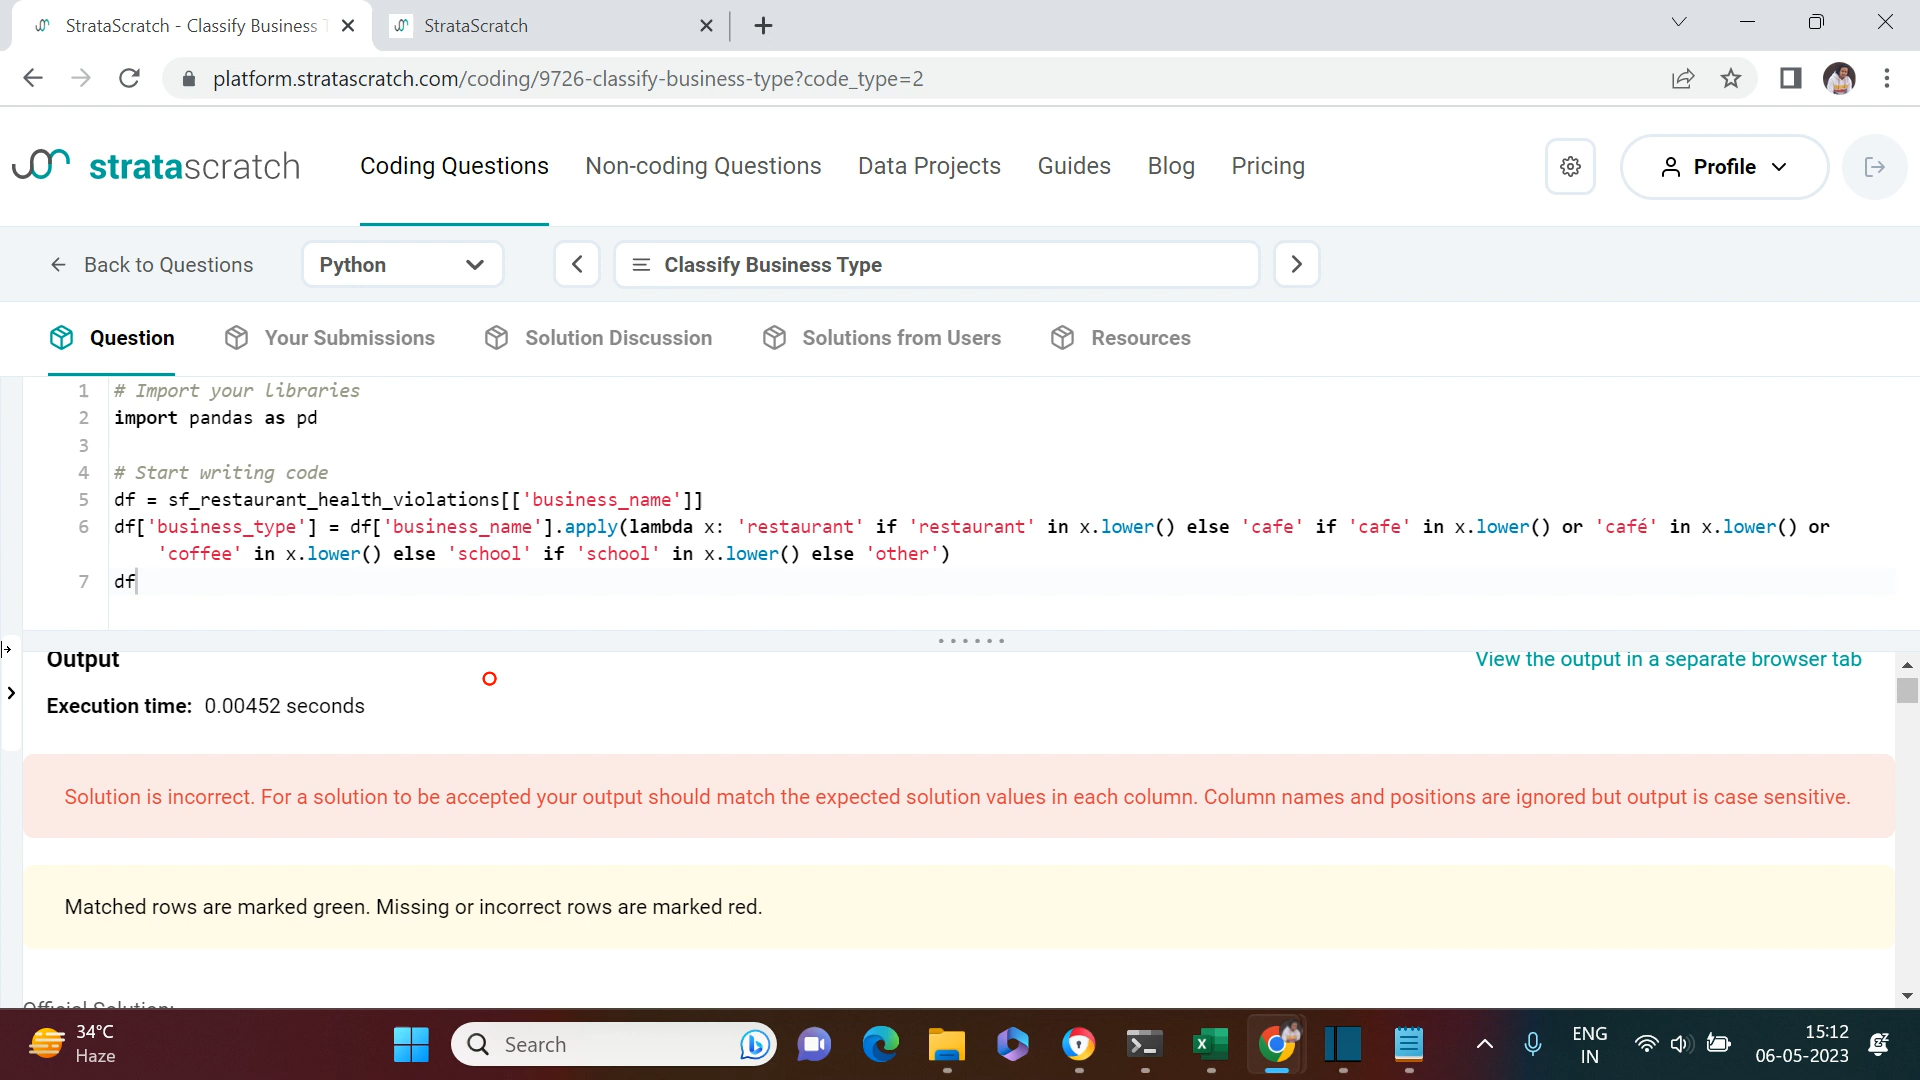 StrataScratch - Classify Business T
StrataScratch
platform.stratascratch.com/coding/9726-classify-business-type?code_type=2
stratascratch
Coding Questions
Non-coding Questions
Data Projects
Guides
Blog
Pricing
Profile
Back to Questions
Python
Classify Business Type
Question
Your Submissions
Solution Discussion
Solutions from Users
Resources
1 # Import your libraries
2 import pandas as pd
3
4 # Start writing code
5 df = sf_restaurant_health_violations[['business_name']]
6 df['business_type'] = df['business_name'].apply(lambda x: 'restaurant' if 'restaurant' in x.lower() else 'cafe' if 'cafe' in x.lower() or 'café' in x.lower() or
'coffee' in x.lower() else 'school' if 'school' in x.lower() else 'other')
7 df
Output
View the output in a separate browser tab
Execution time: 0.00452 seconds
Solution is incorrect. For a solution to be accepted your output should match the expected solution values in each column. Column names and positions are ignored but output is case sensitive.
Matched rows are marked green. Missing or incorrect rows are marked red.
Official Solution:
34°C
Haze
Search
ENG
IN
15:12
06-05-2023